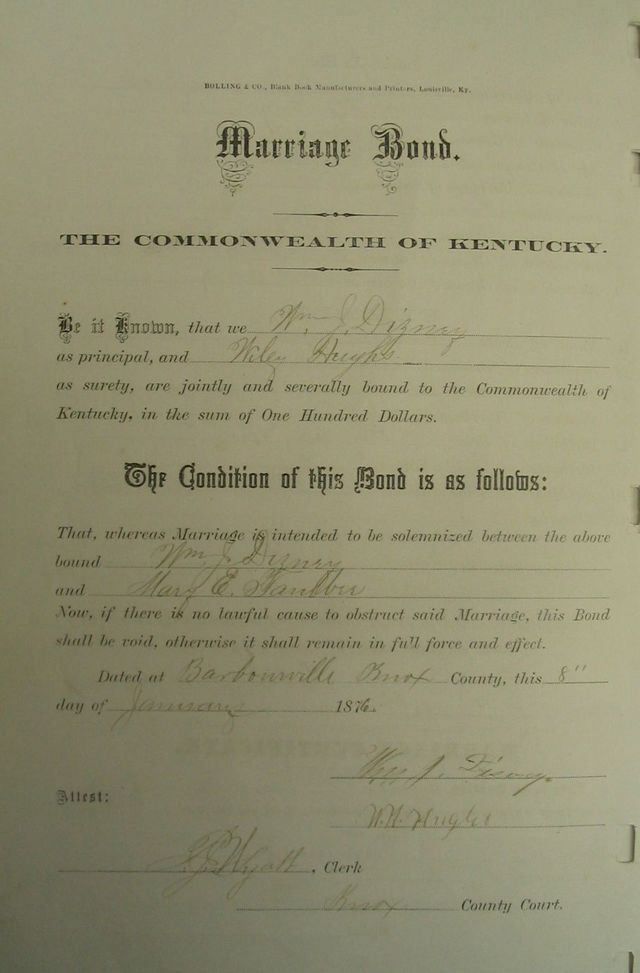 BOLLING & CO., Blank Book Manufacturers and Printers, Louisville, Ky.
Marriage Bond.
THE COMMONWEALTH OF KENTUCKY.
Be it Known, that we Wm. J. Dizney
as principal, and Wiley Hughs
as surety, are jointly and severally bound to the Commonwealth of
Kentucky, in the sum of One Hundred Dollars.
The Condition of this Bond is as follows:
That, whereas Marriage is intended to be solemnized between the above
bound Wm J. Dizney
and Mary E.
Now, if there is no lawful cause to obstruct said Marriage, this Bond
shall be void, otherwise it shall remain in full force and effect.
Dated at Barbourville Knox County, this 8"
day of January 1876.
Wm J. Disney
W. H. Hughes
Attest:
Wyatt, Clerk
Knox County Court.